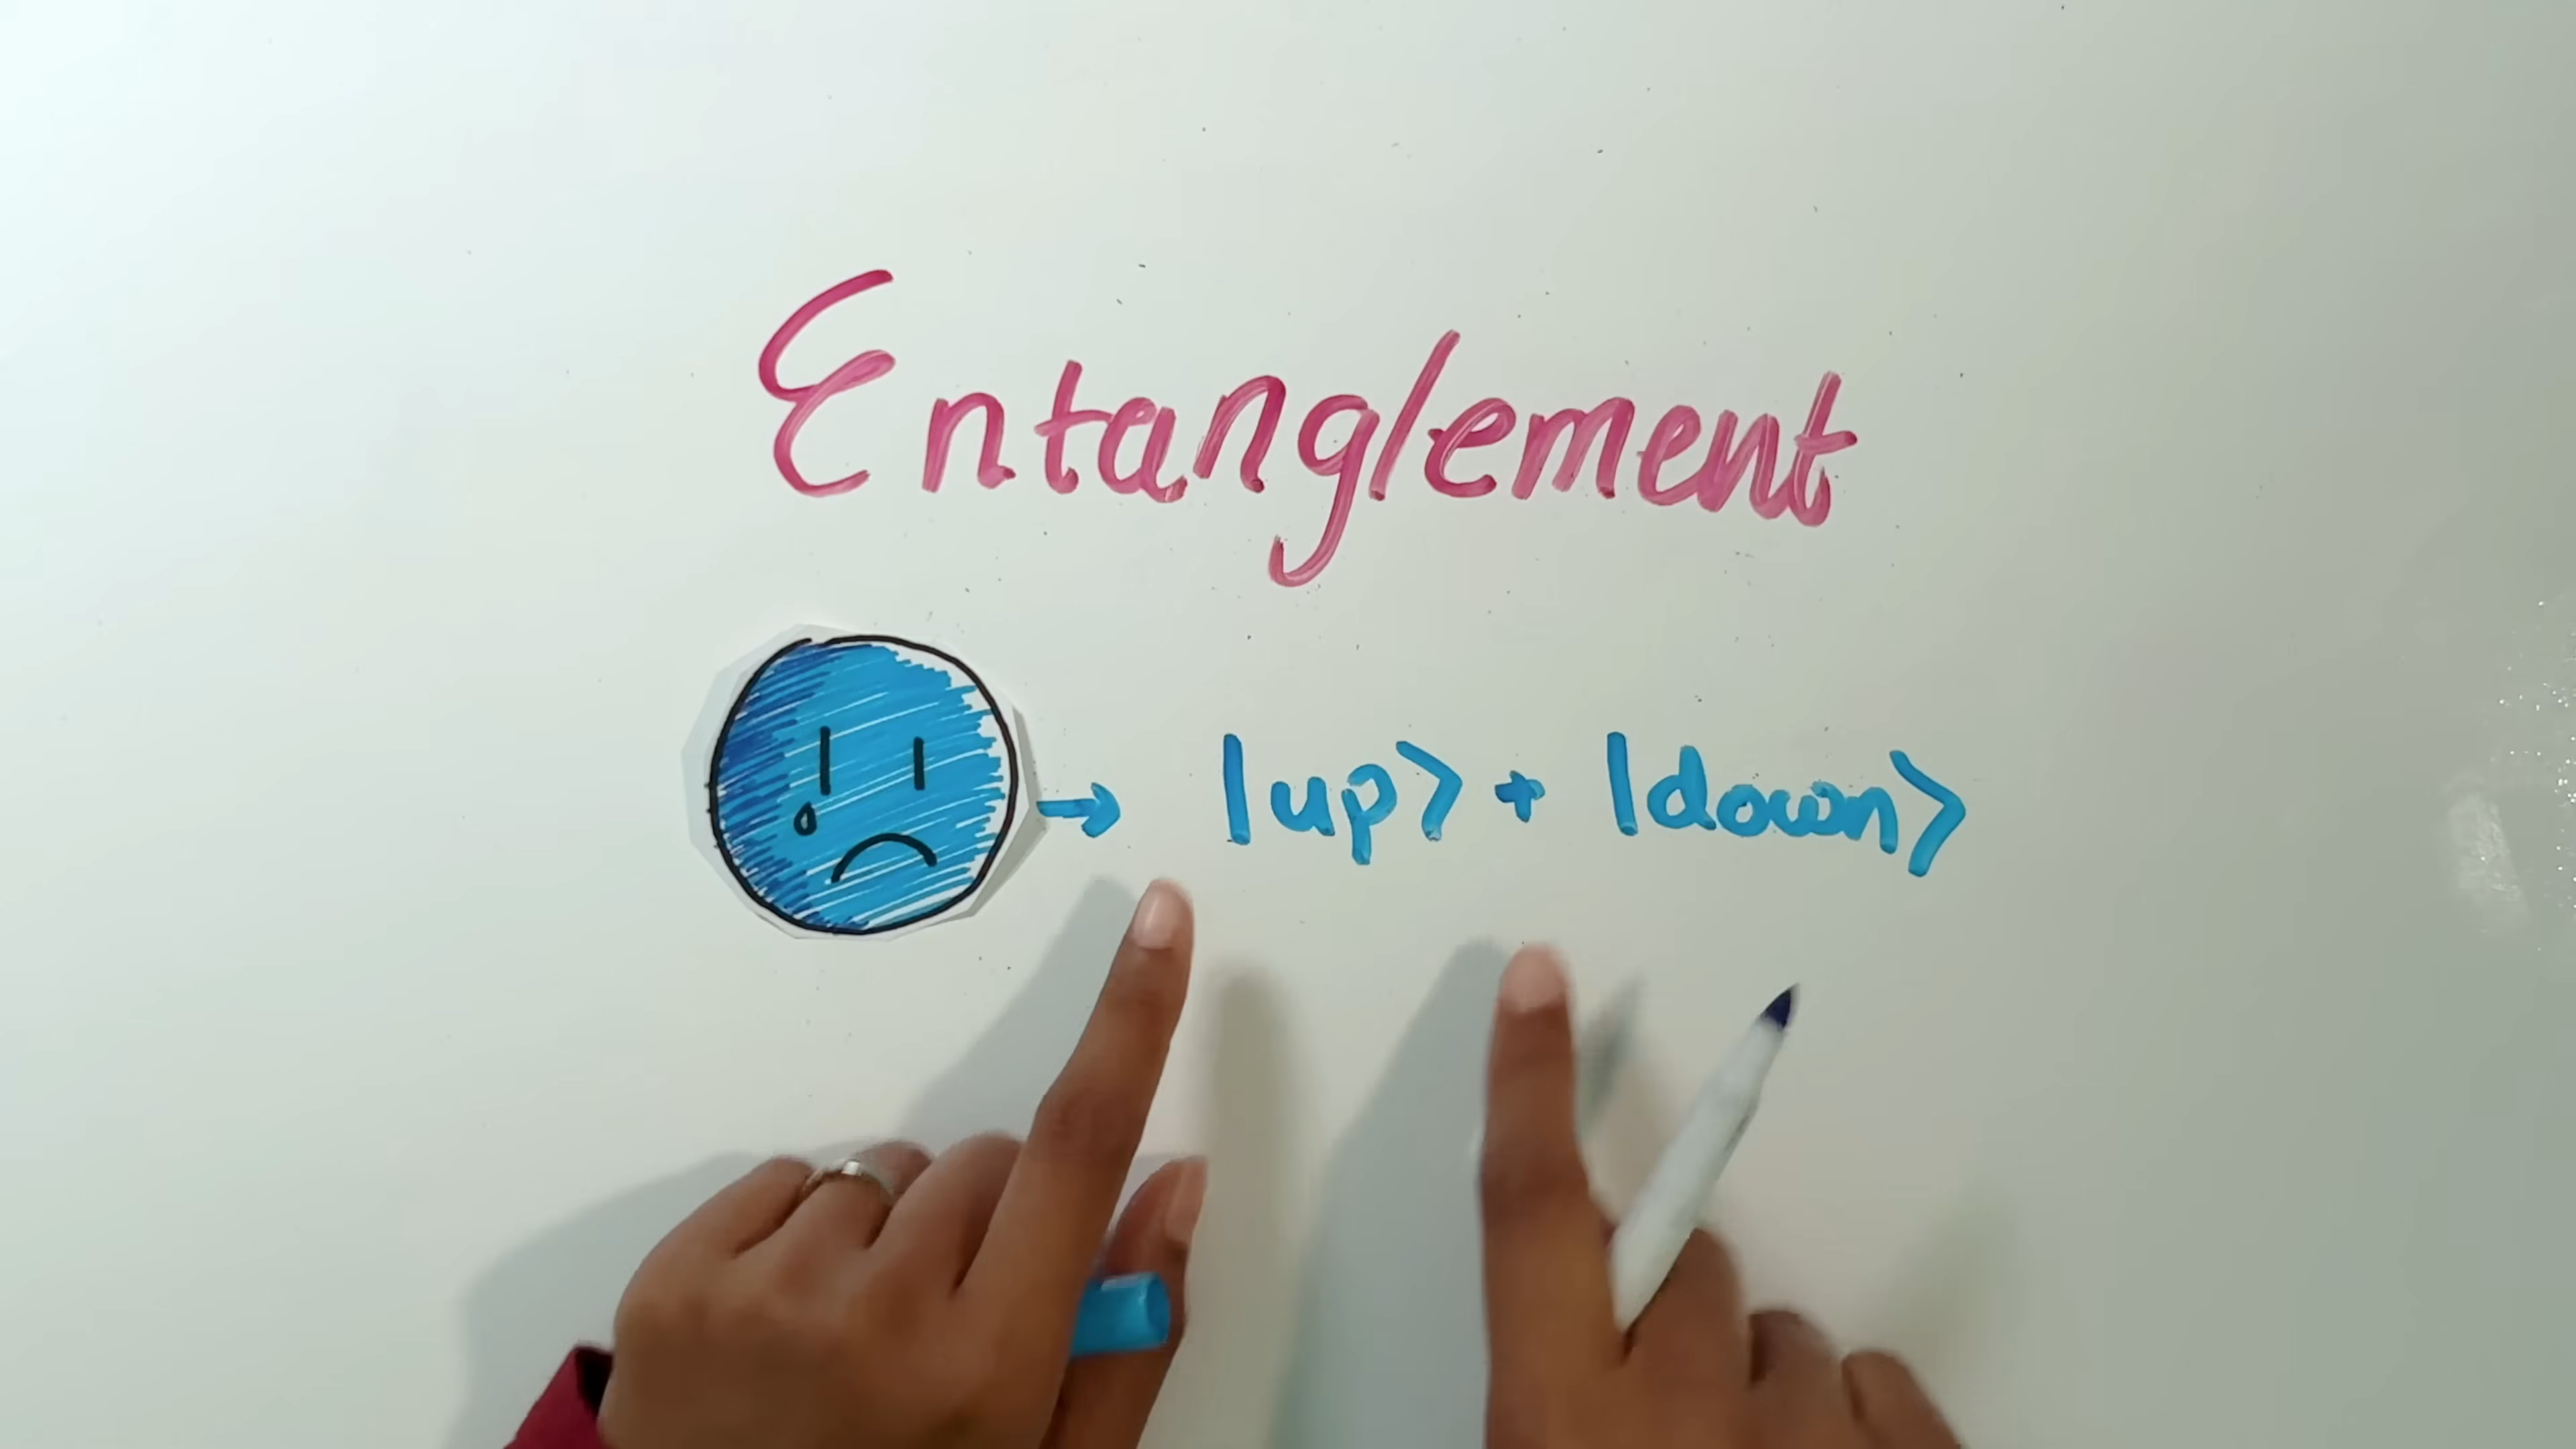 Entanglement
→ |up⟩ + |down⟩